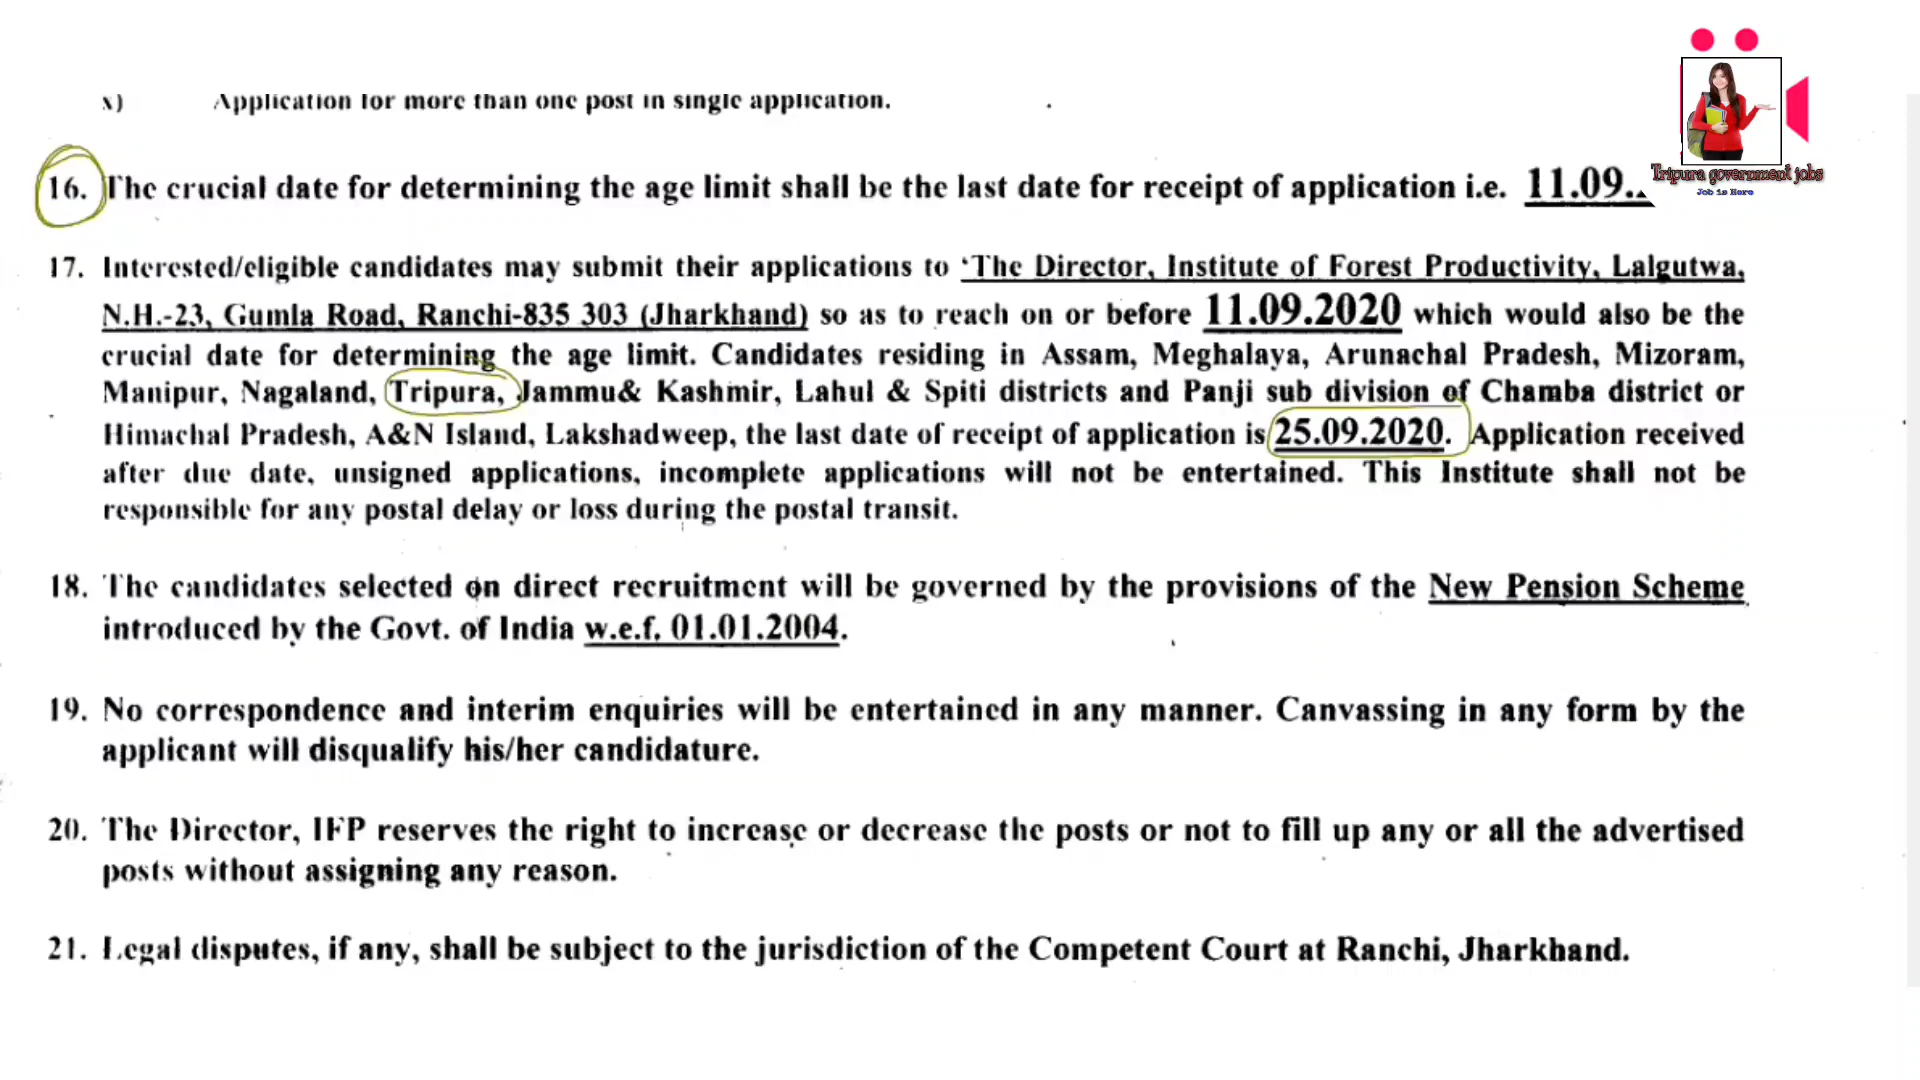 x) Application for more than one post in single application.
Tripura government jobs
Job is Here
16. The crucial date for determining the age limit shall be the last date for receipt of application i.e. 11.09..
17. Interested/eligible candidates may submit their applications to 'The Director, Institute of Forest Productivity, Lalgutwa,
N.H.-23, Gumla Road, Ranchi-835 303 (Jharkhand) so as to reach on or before 11.09.2020 which would also be the
crucial date for determining the age limit. Candidates residing in Assam, Meghalaya, Arunachal Pradesh, Mizoram,
Manipur, Nagaland, Tripura, Jammu& Kashmir, Lahul & Spiti districts and Panji sub division of Chamba district or
Himachal Pradesh, A&N Island, Lakshadweep, the last date of receipt of application is 25.09.2020. Application received
after due date, unsigned applications, incomplete applications will not be entertained. This Institute shall not be
responsible for any postal delay or loss during the postal transit.
18. The candidates selected on direct recruitment will be governed by the provisions of the New Pension Scheme
introduced by the Govt. of India w.e.f. 01.01.2004.
19. No correspondence and interim enquiries will be entertained in any manner. Canvassing in any form by the
applicant will disqualify his/her candidature.
20. The Director, IFP reserves the right to increase or decrease the posts or not to fill up any or all the advertised
posts without assigning any reason.
21. Legal disputes, if any, shall be subject to the jurisdiction of the Competent Court at Ranchi, Jharkhand.